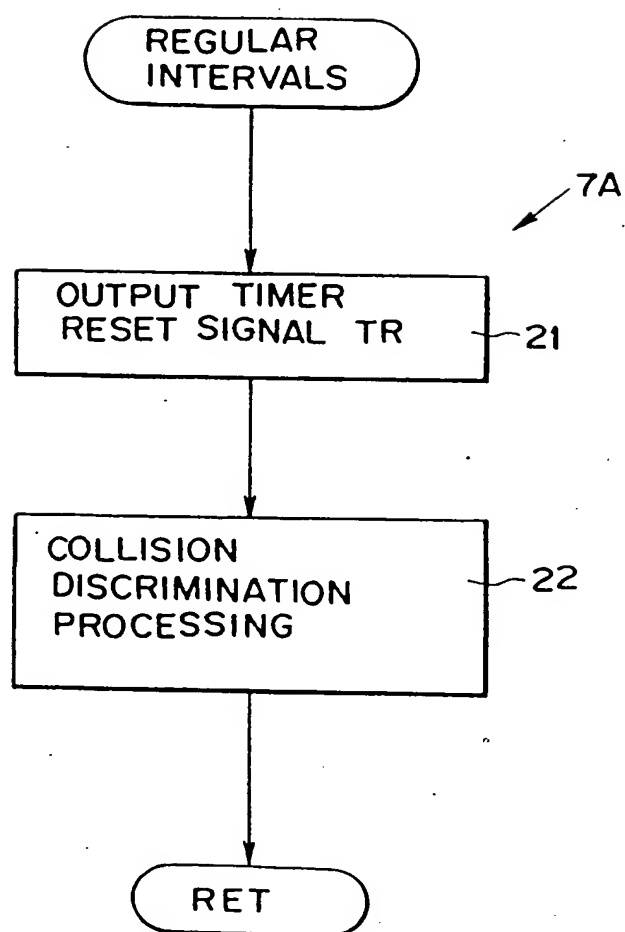 REGULAR
INTERVALS
7A
OUTPUT TIMER
RESET SIGNAL TR
21
COLLISION
DISCRIMINATION
PROCESSING
22
RET